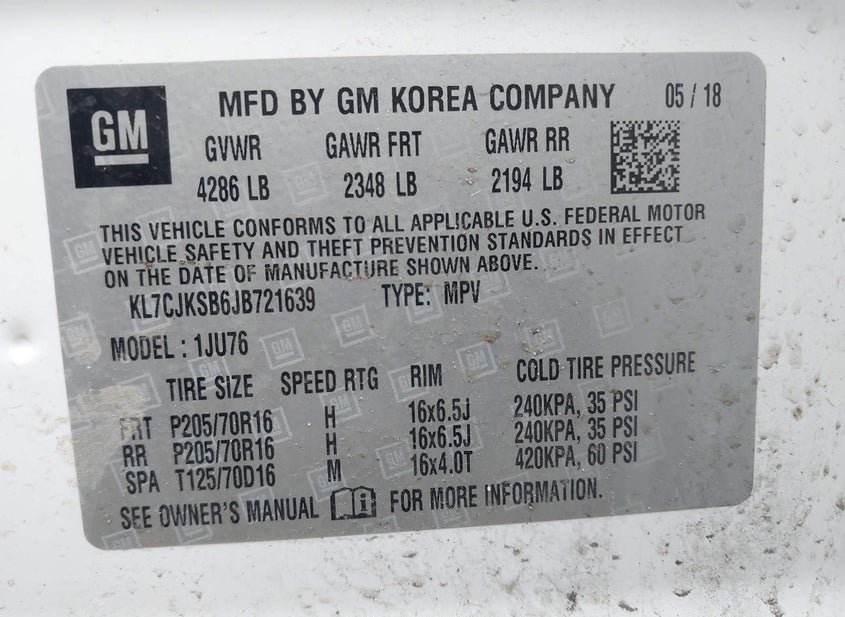 GM
MFD BY GM KOREA COMPANY 05 / 18
GVWR GAWR FRT GAWR RR
4286 LB 2348 LB 2194 LB
THIS VEHICLE CONFORMS TO ALL APPLICABLE U.S. FEDERAL MOTOR
VEHICLE SAFETY AND THEFT PREVENTION STANDARDS IN EFFECT
ON THE DATE OF MANUFACTURE SHOWN ABOVE.
KL7CJKSB6JB721639 TYPE: MPV
MODEL : 1JU76
TIRE SIZE SPEED RTG RIM COLD TIRE PRESSURE
FRT P205/70R16 H 16x6.5J 240KPA, 35 PSI
RR P205/70R16 H 16x6.5J 240KPA, 35 PSI
SPA T125/70D16 M 16x4.0T 420KPA, 60 PSI
SEE OWNER'S MANUAL FOR MORE INFORMATION.